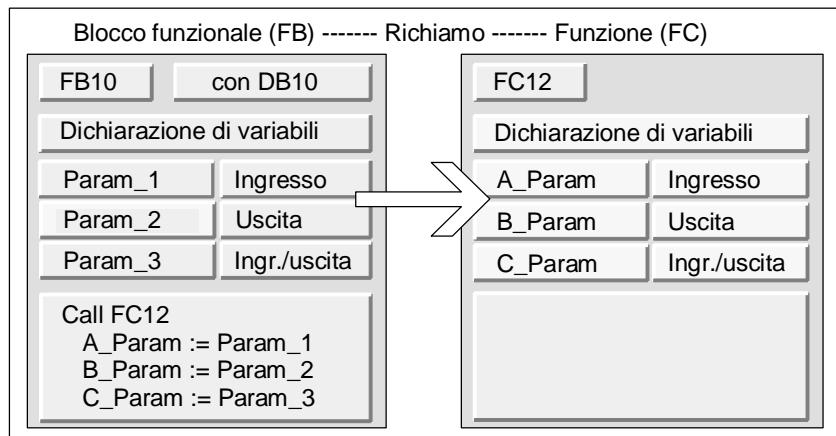 Blocco funzionale (FB) ------- Richiamo ------- Funzione (FC)
FB10
con DB10
Dichiarazione di variabili
Param_1
Ingresso
Param_2
Uscita
Param_3
Ingr./uscita
Call FC12
A_Param := Param_1
B_Param := Param_2
C_Param := Param_3
FC12
Dichiarazione di variabili
A_Param
Ingresso
B_Param
Uscita
C_Param
Ingr./uscita